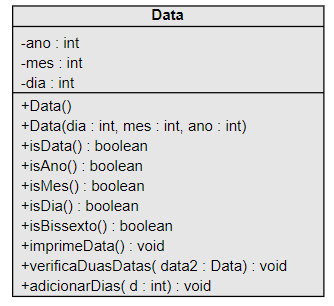 Data
-ano : int
-mes : int
-dia : int
+Data()
+Data(dia : int, mes : int, ano : int)
+isData() : boolean
+isAno() : boolean
+isMes() : boolean
+isDia() : boolean
+isBissexto() : boolean
+imprimeData() : void
+verificaDuasDatas( data2 : Data) : void
+adicionarDias( d : int) : void